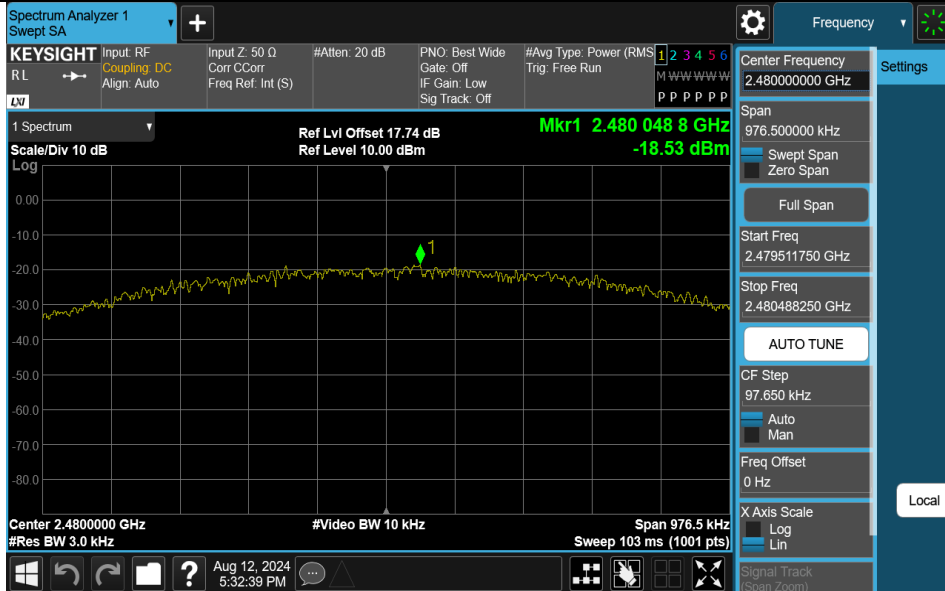 Spectrum Analyzer 1
Swept SA
+
Frequency
KEYSIGHT
R L
LXI
Input: RF
Coupling: DC
Align: Auto
Input Z: 50 Ω
Corr CCorr
Freq Ref: Int (S)
#Atten: 20 dB
PNO: Best Wide
Gate: Off
IF Gain: Low
Sig Track: Off
#Avg Type: Power (RMS
Trig: Free Run
1 2 3 4 5 6
M W W W W W
P P P P P P
Center Frequency
2.480000000 GHz
Settings
Span
976.500000 kHz
Swept Span
Zero Span
Full Span
Start Freq
2.479511750 GHz
Stop Freq
2.480488250 GHz
AUTO TUNE
CF Step
97.650 kHz
Auto
Man
Freq Offset
0 Hz
X Axis Scale
Log
Lin
Signal Track
(Span Zoom)
Local
1 Spectrum
Scale/Div 10 dB
Log
Ref Lvl Offset 17.74 dB
Ref Level 10.00 dBm
Mkr1 2.480 048 8 GHz
-18.53 dBm
0.00
-10.0
-20.0
-30.0
-40.0
-50.0
-60.0
-70.0
-80.0
1
Center 2.4800000 GHz
#Res BW 3.0 kHz
#Video BW 10 kHz
Span 976.5 kHz
Sweep 103 ms (1001 pts)
?
Aug 12, 2024
5:32:39 PM